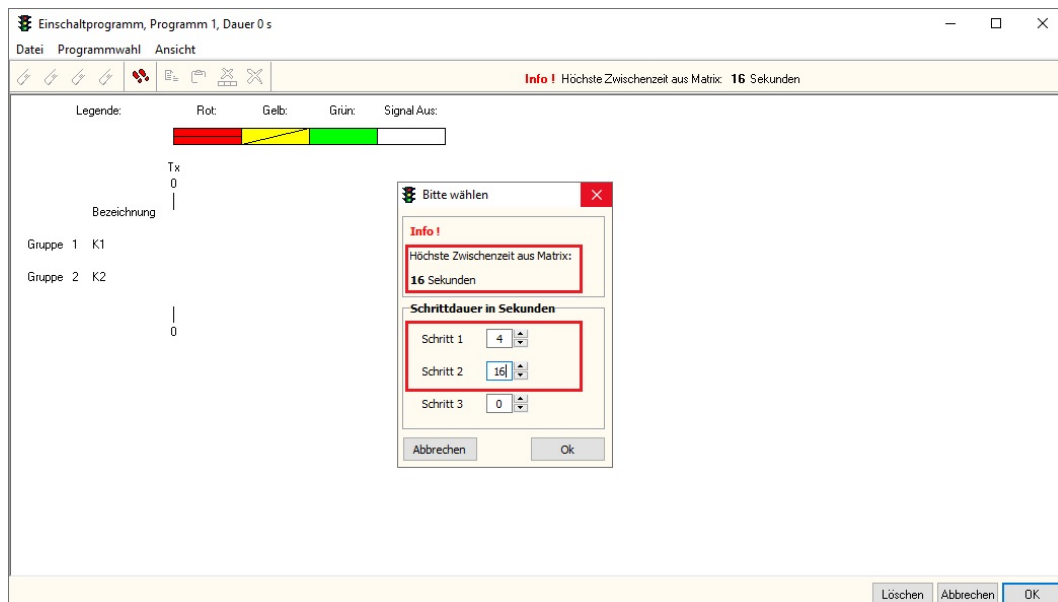 Einschaltprogramm, Programm 1, Dauer 0 s
Datei Programmwahl Ansicht
Info ! Höchste Zwischenzeit aus Matrix: 16 Sekunden
Legende: Rot: Gelb: Grün: Signal Aus:
Tx
0
Bezeichnung
Gruppe 1 K1
Gruppe 2 K2
0
Bitte wählen
Info !
Höchste Zwischenzeit aus Matrix:
16 Sekunden
Schrittdauer in Sekunden
Schritt 1 4
Schritt 2 16
Schritt 3 0
Abbrechen Ok
Löschen Abbrechen OK